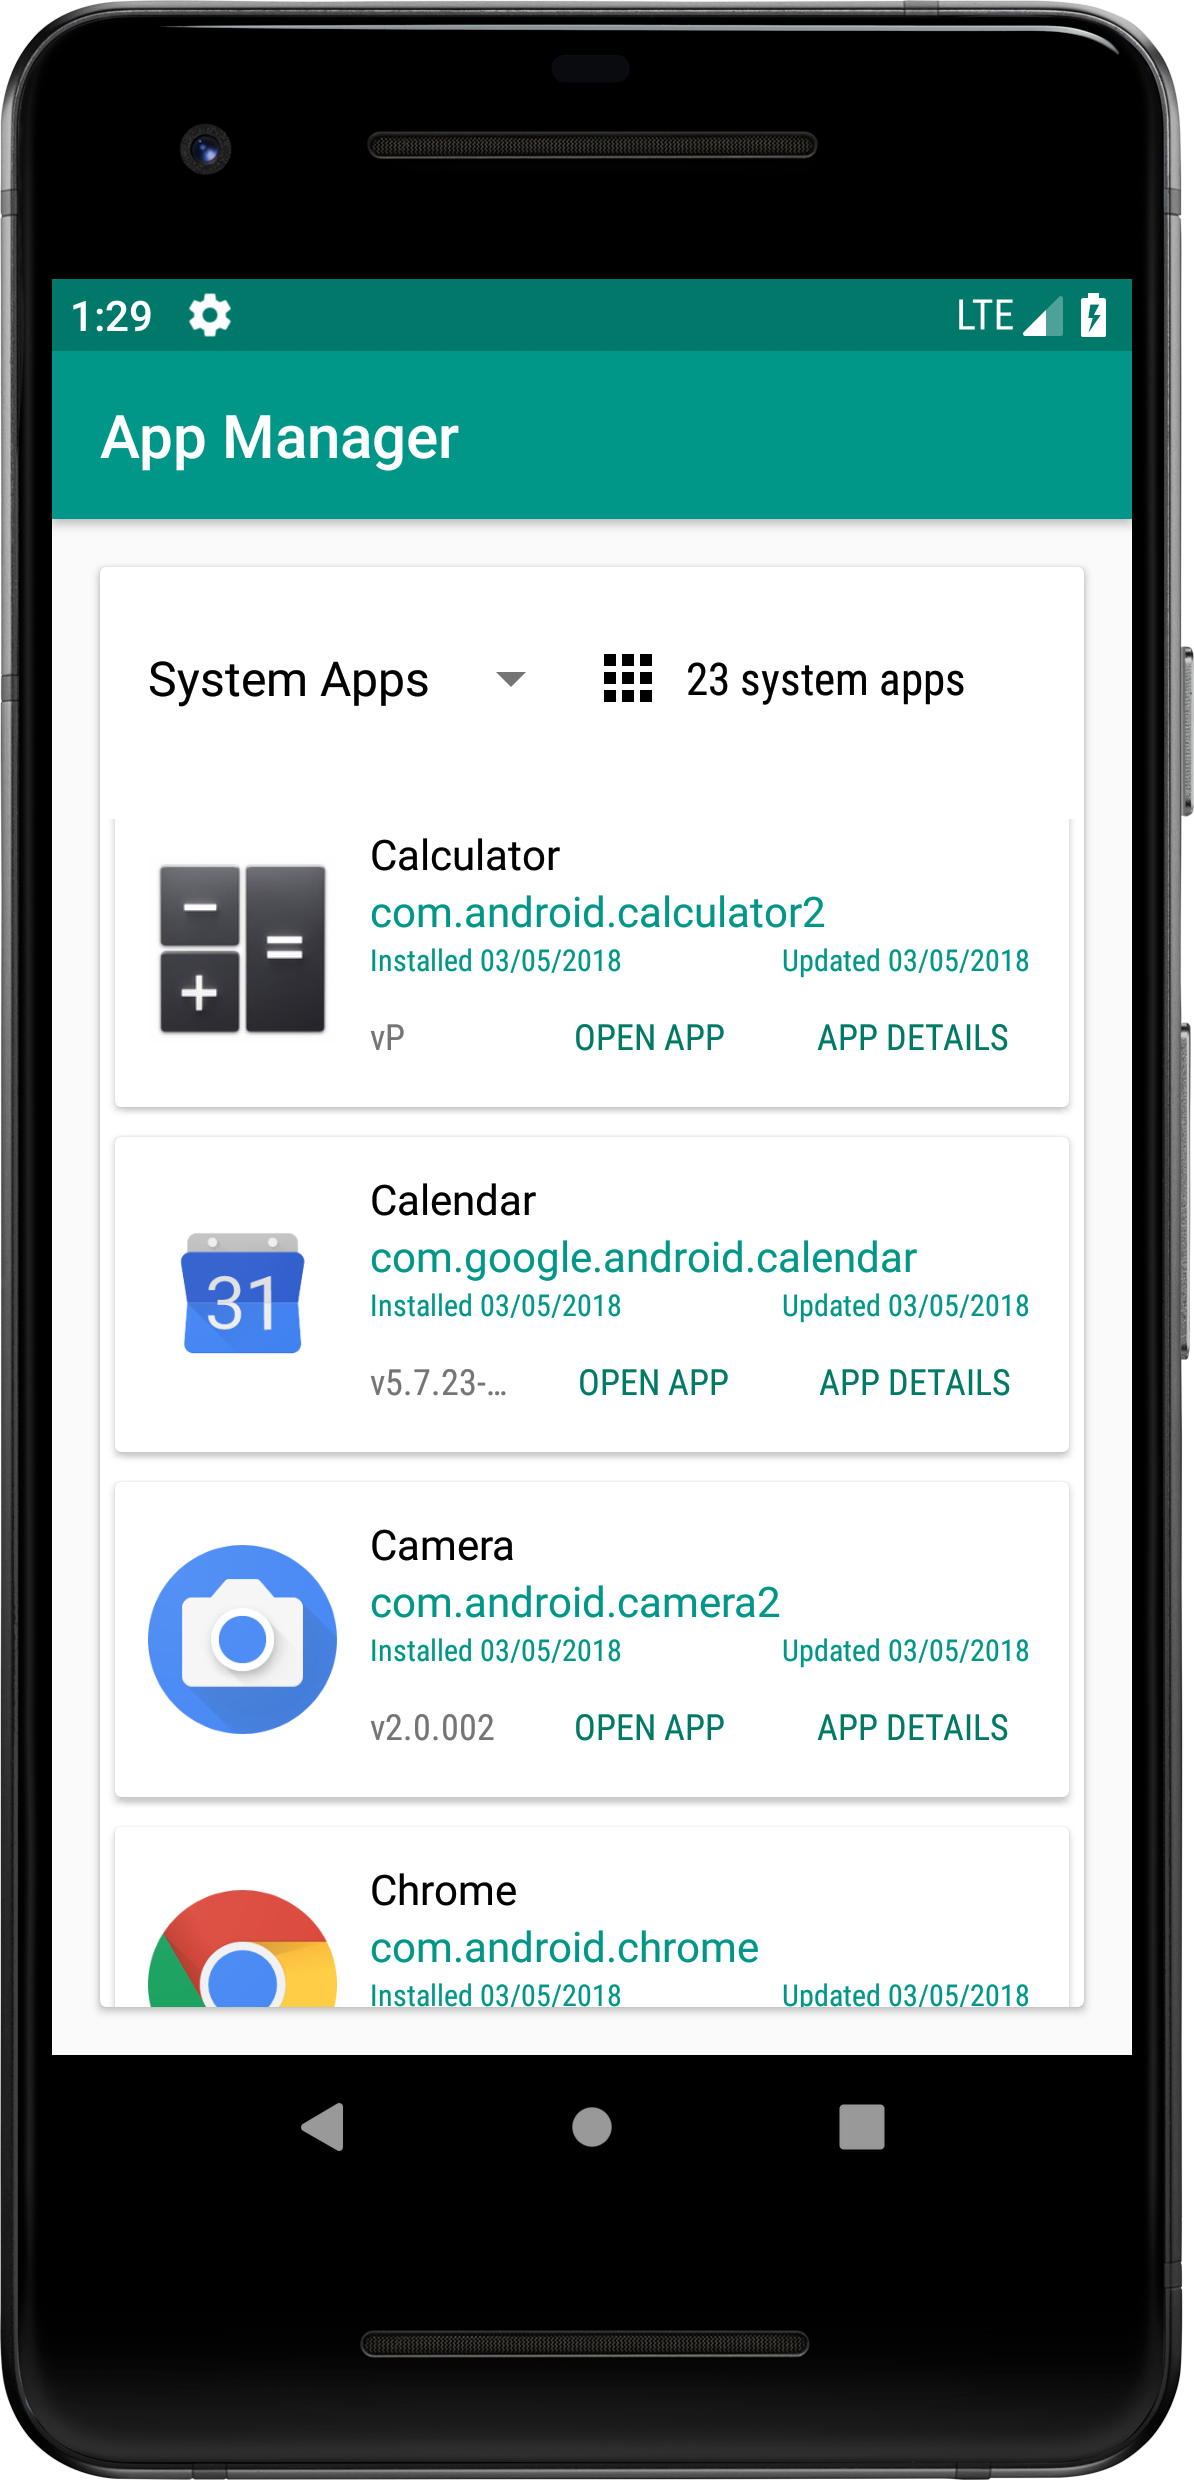 1:29 LTE
App Manager
System Apps 23 system apps
Calculator
com.android.calculator2
Installed 03/05/2018 Updated 03/05/2018
vP OPEN APP APP DETAILS
31
Calendar
com.google.android.calendar
Installed 03/05/2018 Updated 03/05/2018
v5.7.23-... OPEN APP APP DETAILS
Camera
com.android.camera2
Installed 03/05/2018 Updated 03/05/2018
v2.0.002 OPEN APP APP DETAILS
Chrome
com.android.chrome
Installed 03/05/2018 Updated 03/05/2018